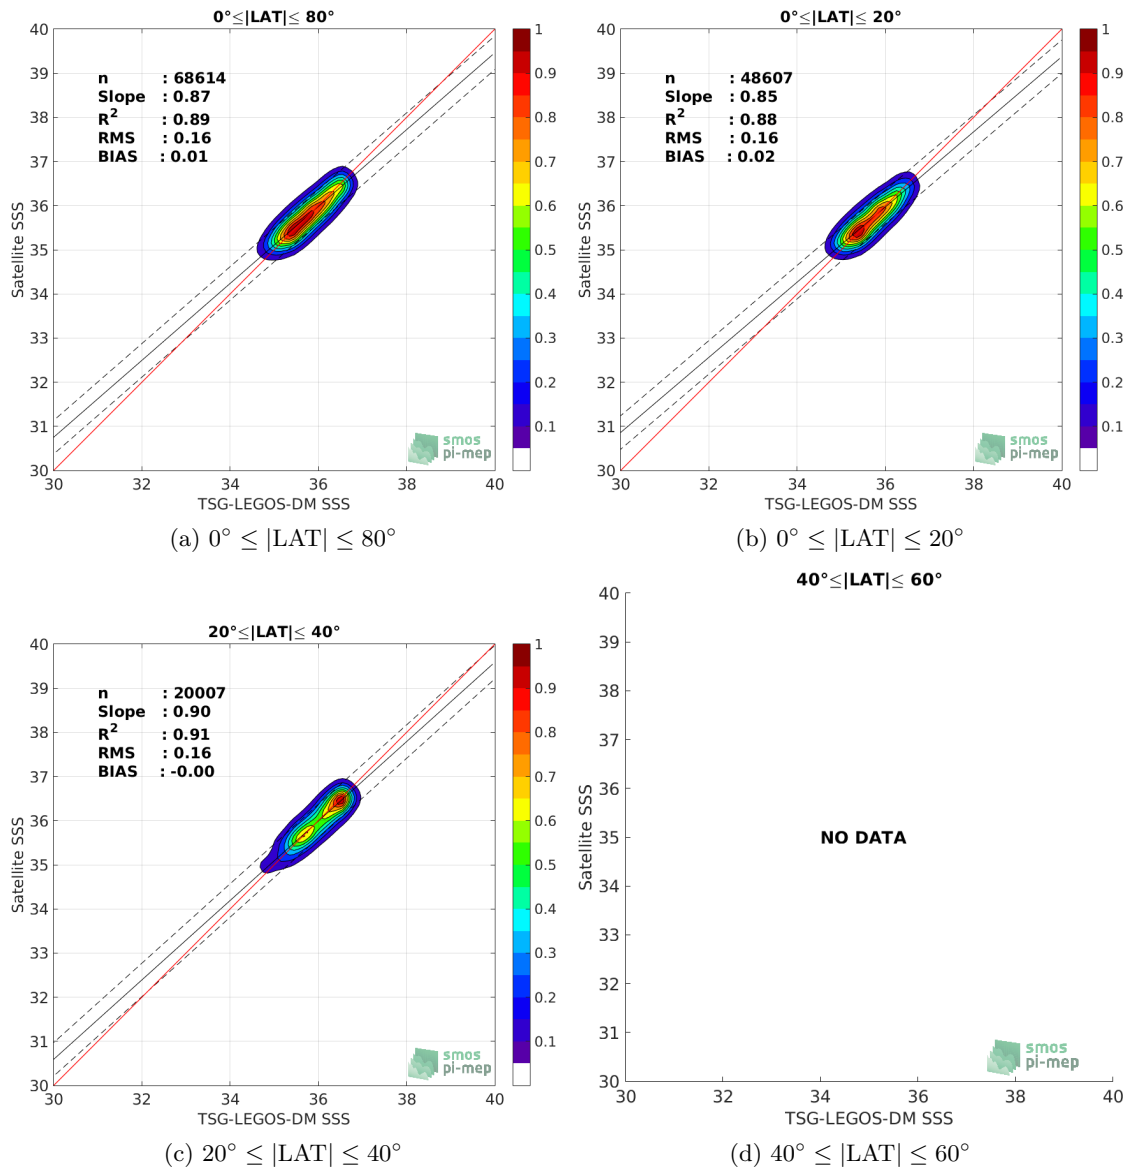 0°≤|LAT|≤ 80°
40
39
38
37
36
35
34
33
32
31
30
Satellite SSS
n : 68614
Slope : 0.87
R2 : 0.89
RMS : 0.16
BIAS : 0.01
smos
pi-mep
30 32 34 36 38 40
TSG-LEGOS-DM SSS
1
0.9
0.8
0.7
0.6
0.5
0.4
0.3
0.2
0.1
(a) 0° ≤ |LAT| ≤ 80°
0°≤|LAT|≤ 20°
40
39
38
37
36
35
34
33
32
31
30
Satellite SSS
n : 48607
Slope : 0.85
R2 : 0.88
RMS : 0.16
BIAS : 0.02
smos
pi-mep
30 32 34 36 38 40
TSG-LEGOS-DM SSS
1
0.9
0.8
0.7
0.6
0.5
0.4
0.3
0.2
0.1
(b) 0° ≤ |LAT| ≤ 20°
20°≤|LAT|≤ 40°
40
39
38
37
36
35
34
33
32
31
30
Satellite SSS
n : 20007
Slope : 0.90
R2 : 0.91
RMS : 0.16
BIAS : -0.00
smos
pi-mep
30 32 34 36 38 40
TSG-LEGOS-DM SSS
1
0.9
0.8
0.7
0.6
0.5
0.4
0.3
0.2
0.1
(c) 20° ≤ |LAT| ≤ 40°
40°≤|LAT|≤ 60°
40
39
38
37
36
35
34
33
32
31
30
Satellite SSS
NO DATA
smos
pi-mep
30 32 34 36 38 40
TSG-LEGOS-DM SSS
(d) 40° ≤ |LAT| ≤ 60°